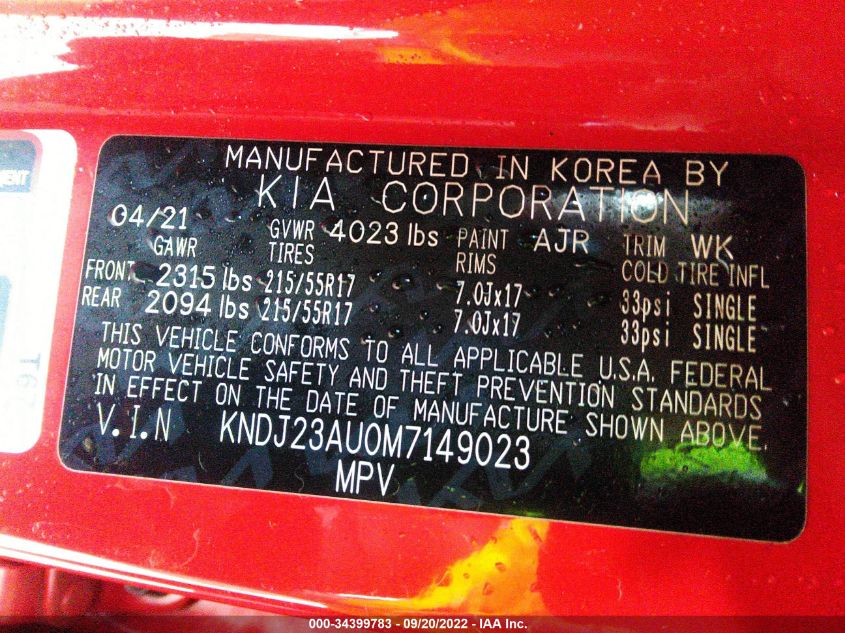 MENT
MANUFACTURED IN KOREA BY
KIA CORPORATION
04/21 GVWR 4023 lbs PAINT AJR TRIM WK
GAWR TIRES RIMS COLD TIRE INFL
FRONT 2315 lbs 215/55R17 7.0Jx17 33psi SINGLE
REAR 2094 lbs 215/55R17 7.0Jx17 33psi SINGLE
THIS VEHICLE CONFORMS TO ALL APPLICABLE U.S.A. FEDERAL
MOTOR VEHICLE SAFETY AND THEFT PREVENTION STANDARDS
IN EFFECT ON THE DATE OF MANUFACTURE SHOWN ABOVE.
V.I.N KNDJ23AU0M7149023
MPV
000-34399783 - 09/20/2022 - IAA Inc.